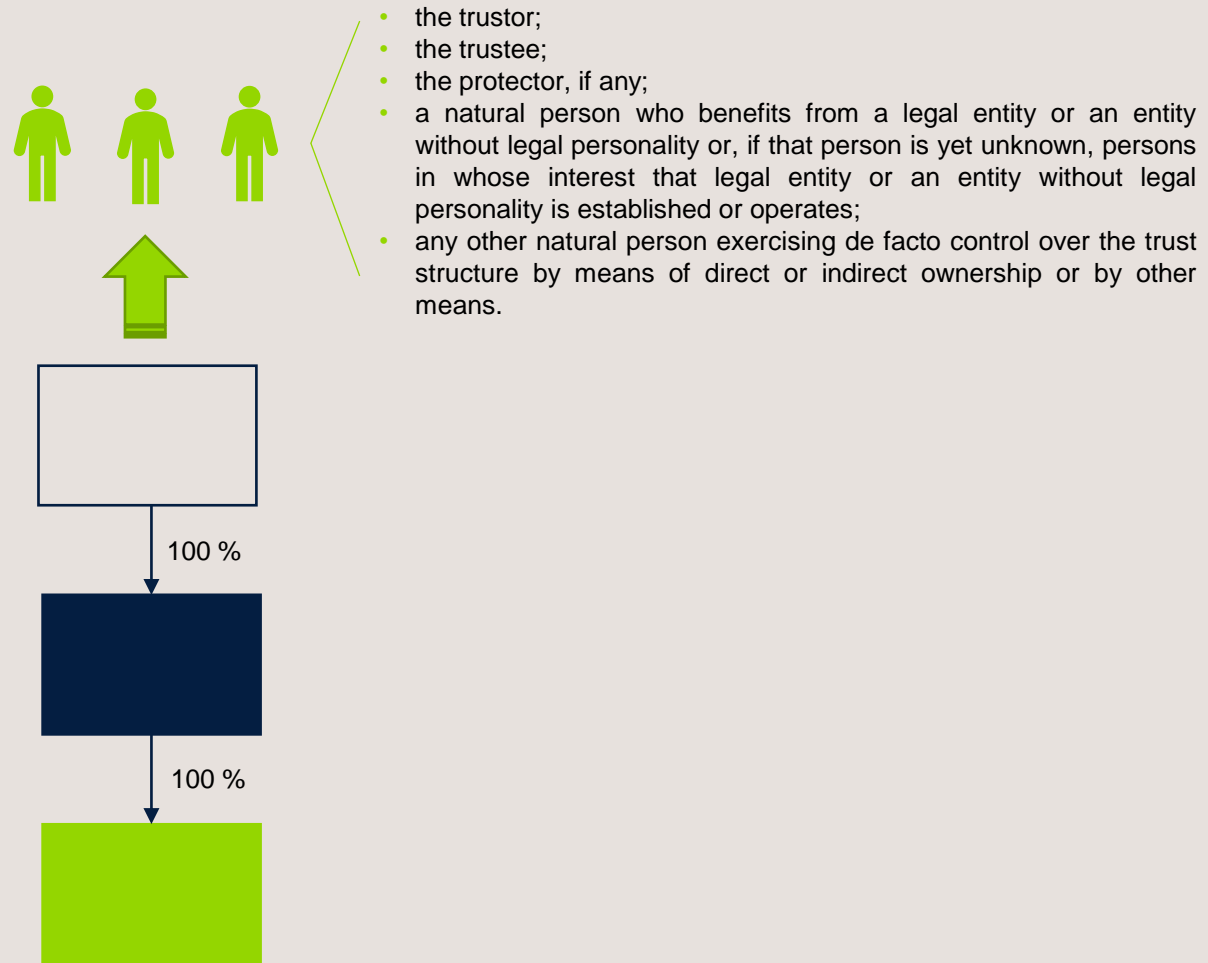 • the trustor;
• the trustee;
• the protector, if any;
• a natural person who benefits from a legal entity or an entity
without legal personality or, if that person is yet unknown, persons
in whose interest that legal entity or an entity without legal
personality is established or operates;
• any other natural person exercising de facto control over the trust
structure by means of direct or indirect ownership or by other
means.
100 %
100 %